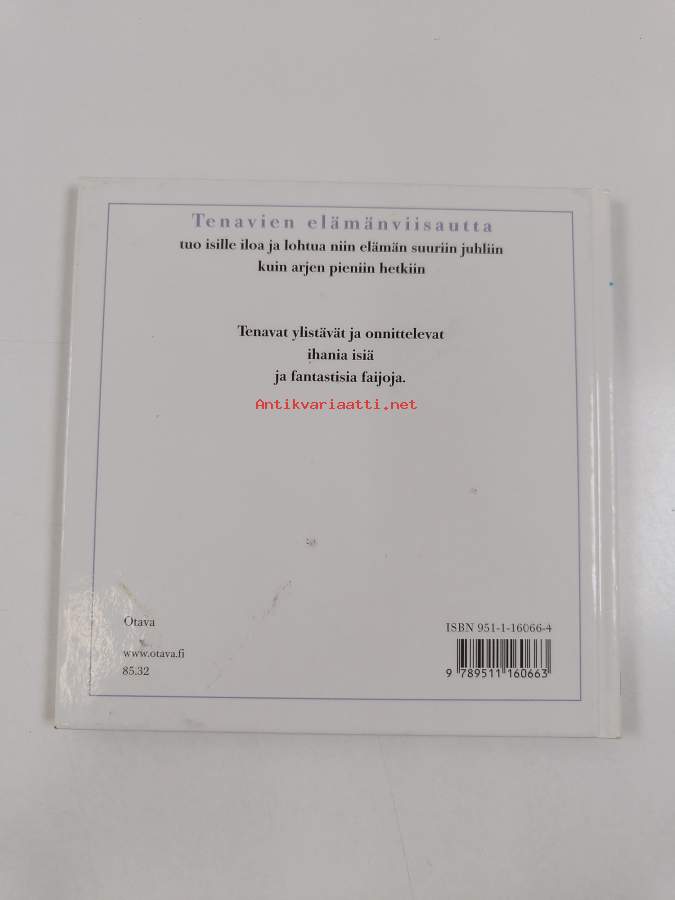 Tenavien elämänviisautta
tuo isille iloa ja lohtua niin elämän suuriin juhliin
kuin arjen pieniin hetkiin
Tenavat ylistävät ja onnittelevat
ihania isiä
ja fantastisia faijoja.
Antikvariaatti.net
Otava
www.otava.fi
85.32
ISBN 951-1-16066-4
9 789511 160663